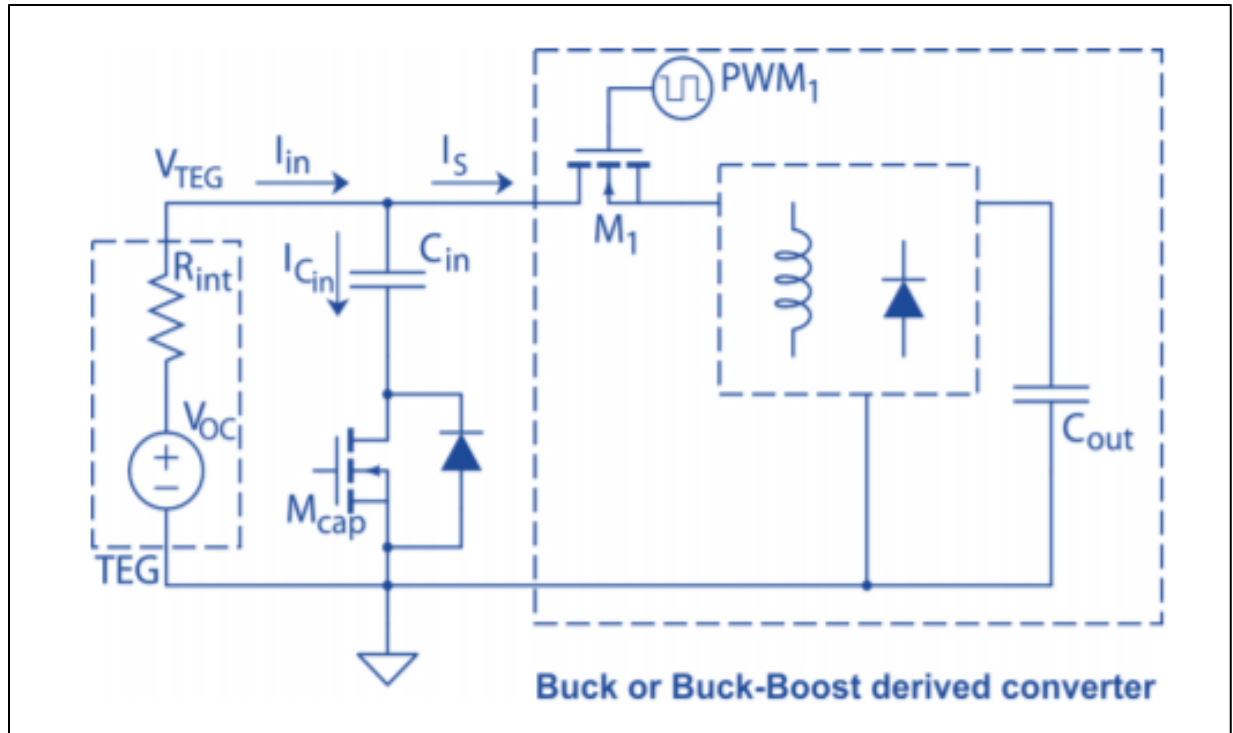 PWM1
VTEG
Iin
IS
M1
Rint
ICin
Cin
VOC
+
−
Mcap
Cout
TEG
Buck or Buck-Boost derived converter